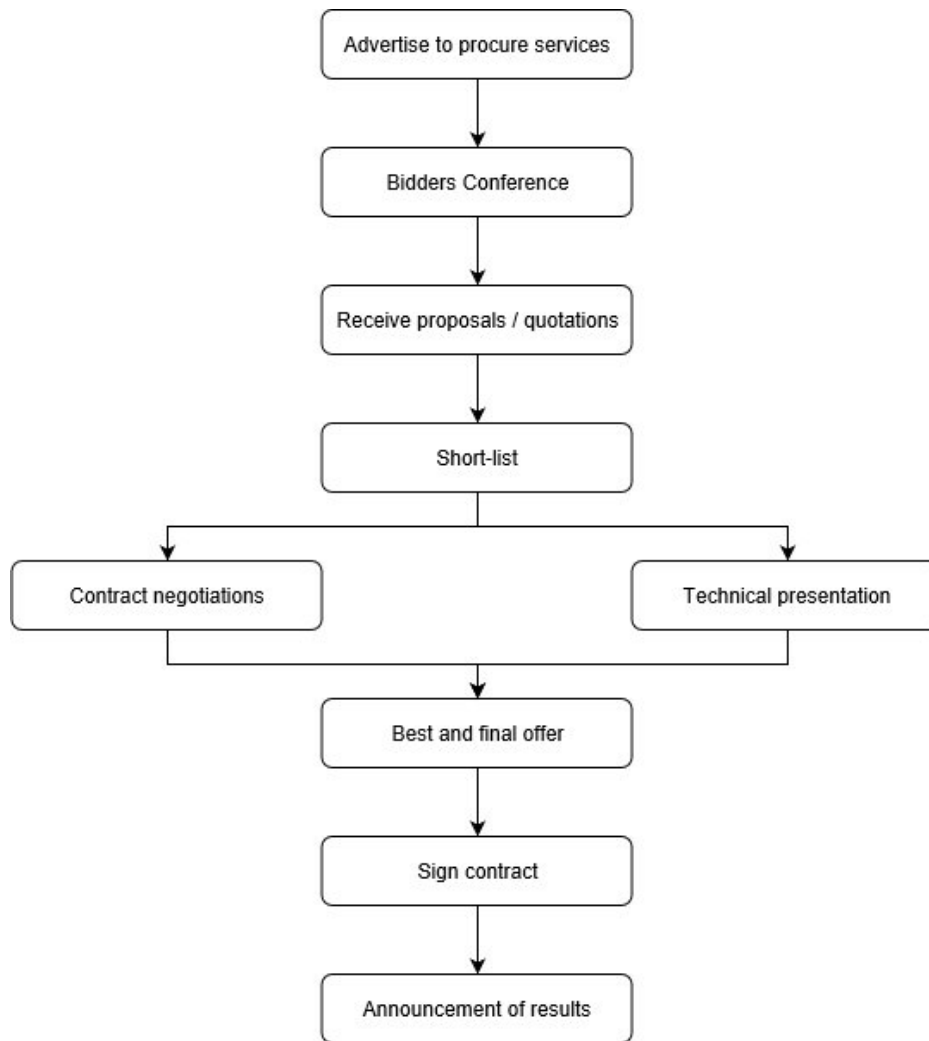 Advertise to procure services
Bidders Conference
Receive proposals / quotations
Short-list
Contract negotiations
Technical presentation
Best and final offer
Sign contract
Announcement of results